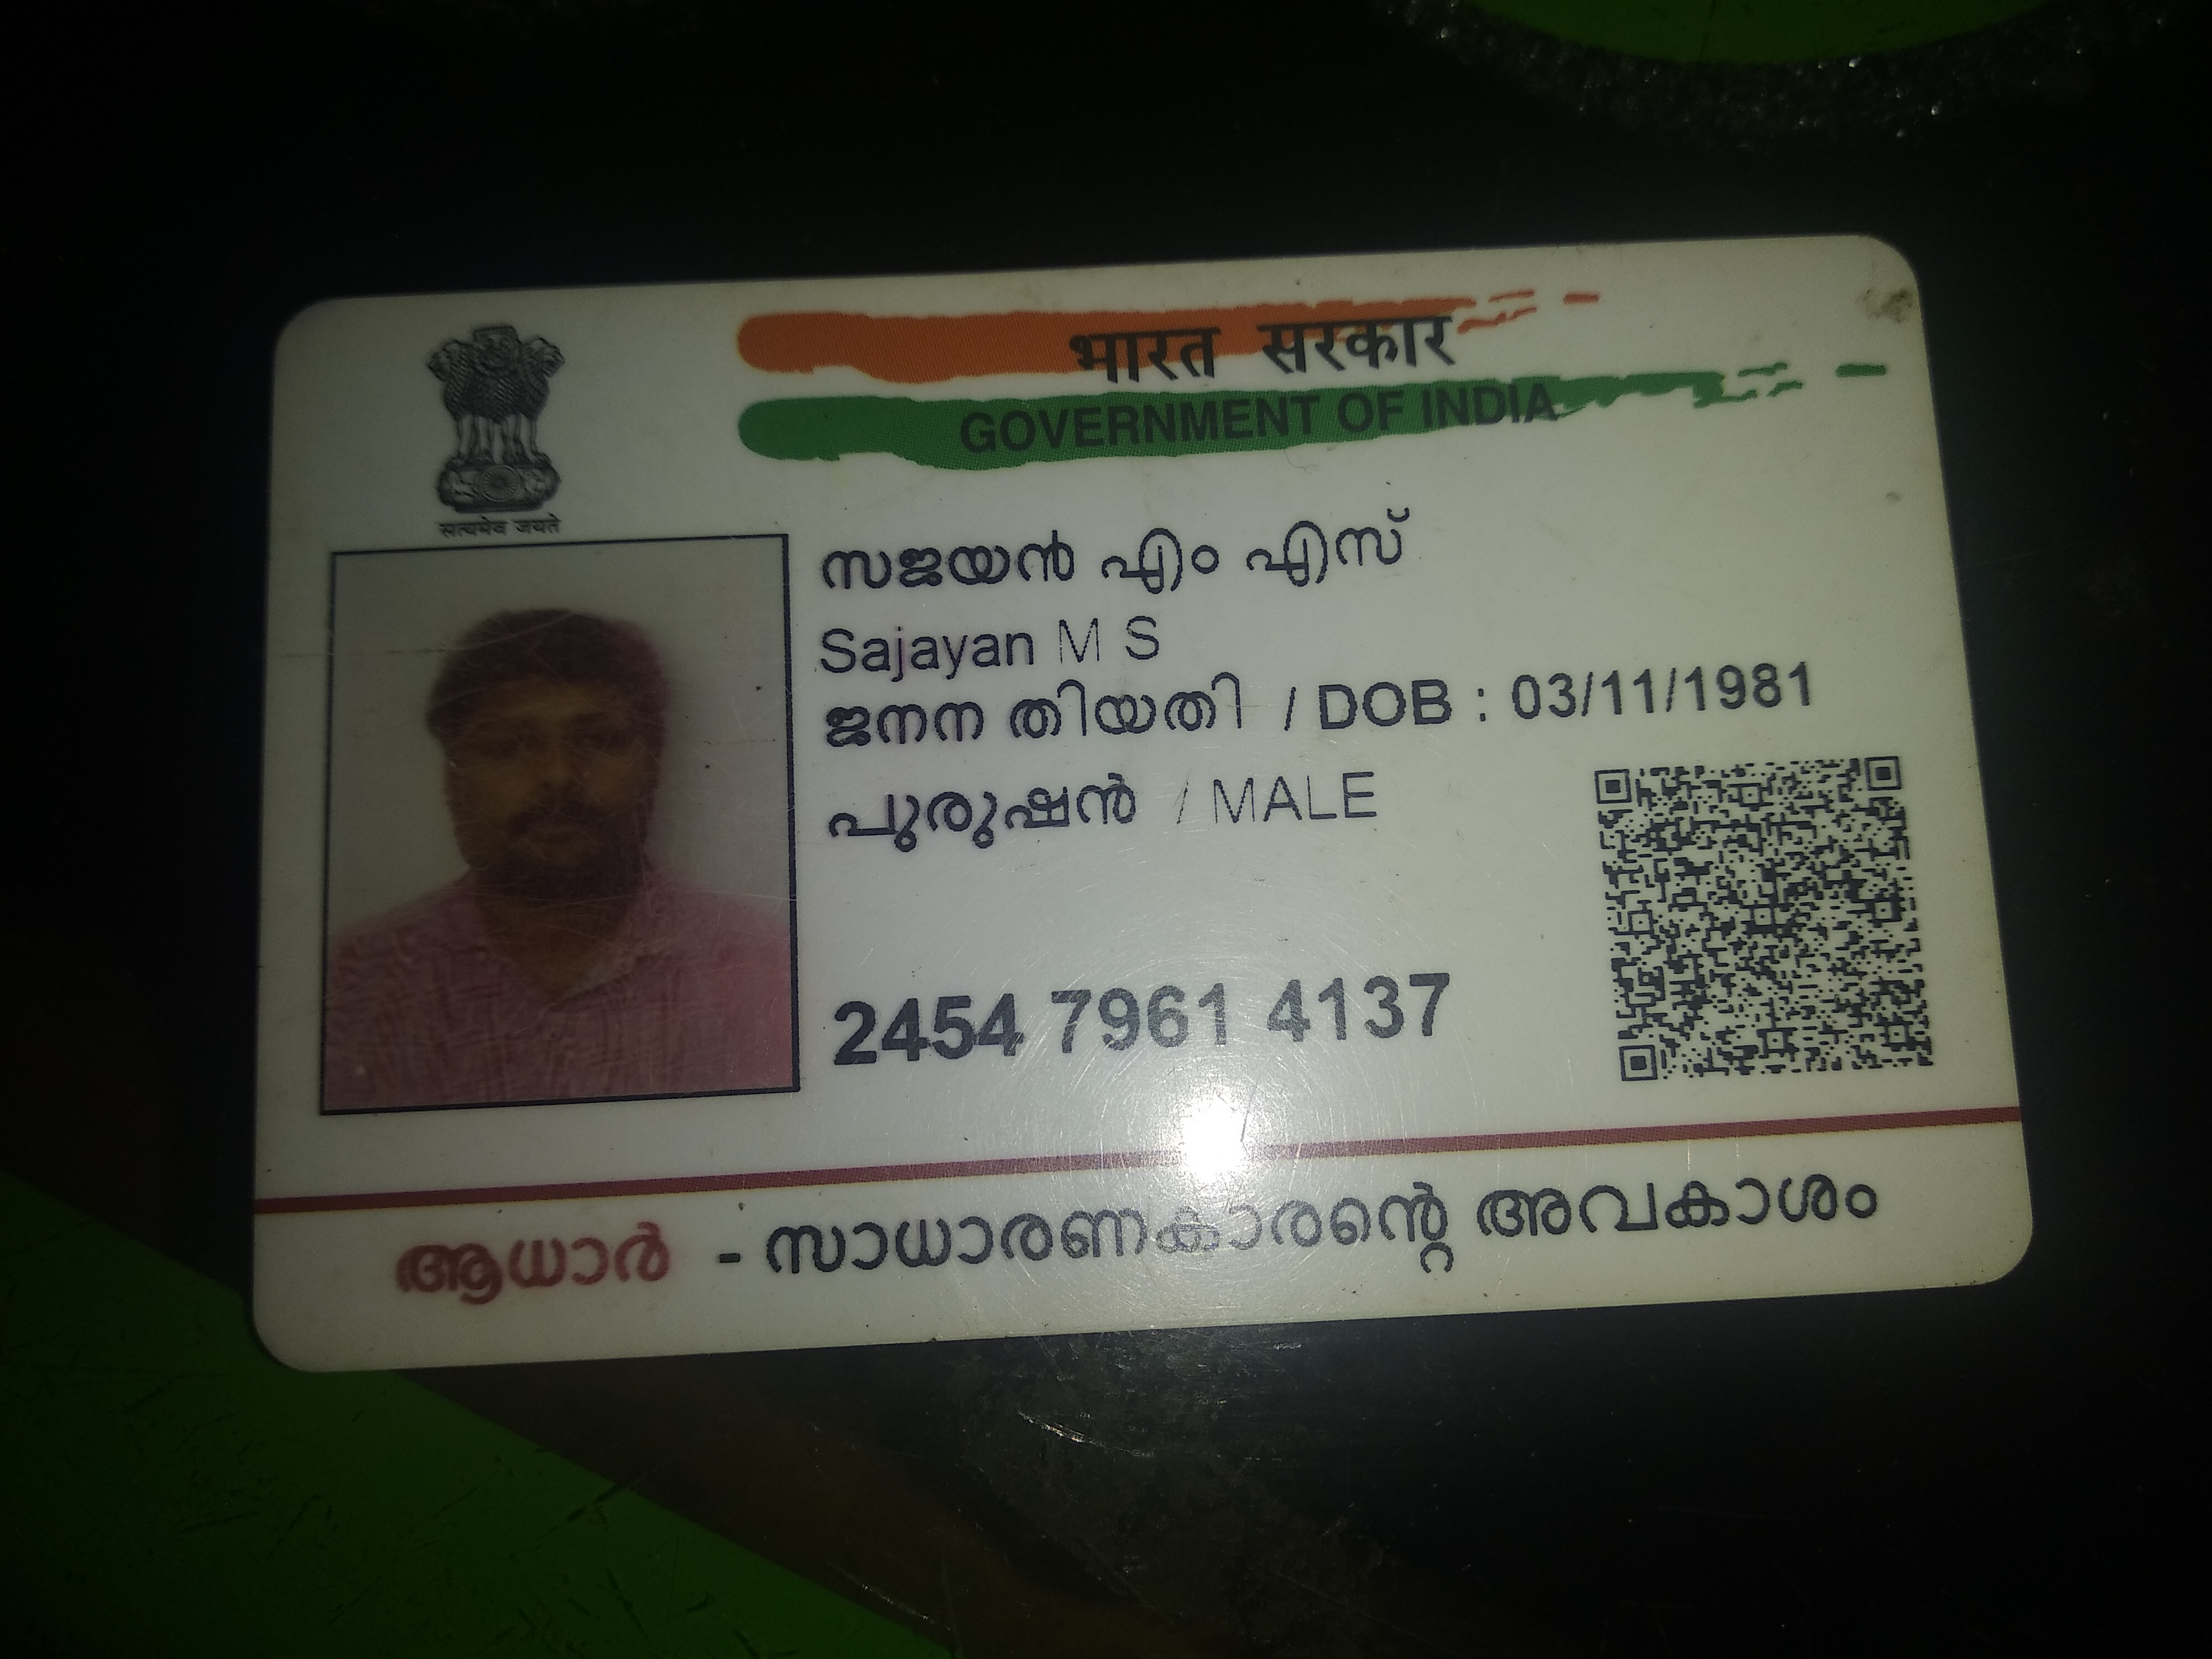 भारत सरकार
GOVERNMENT OF INDIA
सत्यमेव जयते
സജയൻ എം എസ്
Sajayan M S
ജനന തിയതി / DOB : 03/11/1981
പുരുഷൻ / MALE
2454 7961 4137
ആധാർ - സാധാരണക്കാരന്റെ അവകാശം